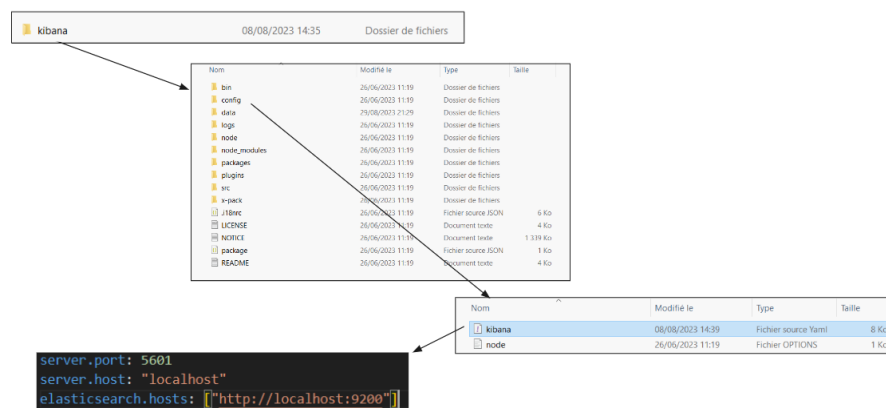 kibana 08/08/2023 14:35 Dossier de fichiers
Nom Modifié le Type Taille
bin 26/06/2023 11:19 Dossier de fichiers
config 26/06/2023 11:19 Dossier de fichiers
data 29/08/2023 21:29 Dossier de fichiers
logs 26/06/2023 11:19 Dossier de fichiers
node 26/06/2023 11:19 Dossier de fichiers
node_modules 26/06/2023 11:19 Dossier de fichiers
packages 26/06/2023 11:19 Dossier de fichiers
plugins 26/06/2023 11:19 Dossier de fichiers
src 26/06/2023 11:19 Dossier de fichiers
x-pack 26/06/2023 11:19 Dossier de fichiers
.i18nrc 26/06/2023 11:19 Fichier source JSON 6 Ko
LICENSE 26/06/2023 11:19 Document texte 4 Ko
NOTICE 26/06/2023 11:19 Document texte 1 339 Ko
package 26/06/2023 11:19 Fichier source JSON 1 Ko
README 26/06/2023 11:19 Document texte 4 Ko
Nom Modifié le Type Taille
kibana 08/08/2023 14:39 Fichier source Yaml 8 Ko
node 26/06/2023 11:19 Fichier OPTIONS 1 Ko
server.port: 5601
server.host: "localhost"
elasticsearch.hosts: ["http://localhost:9200"]